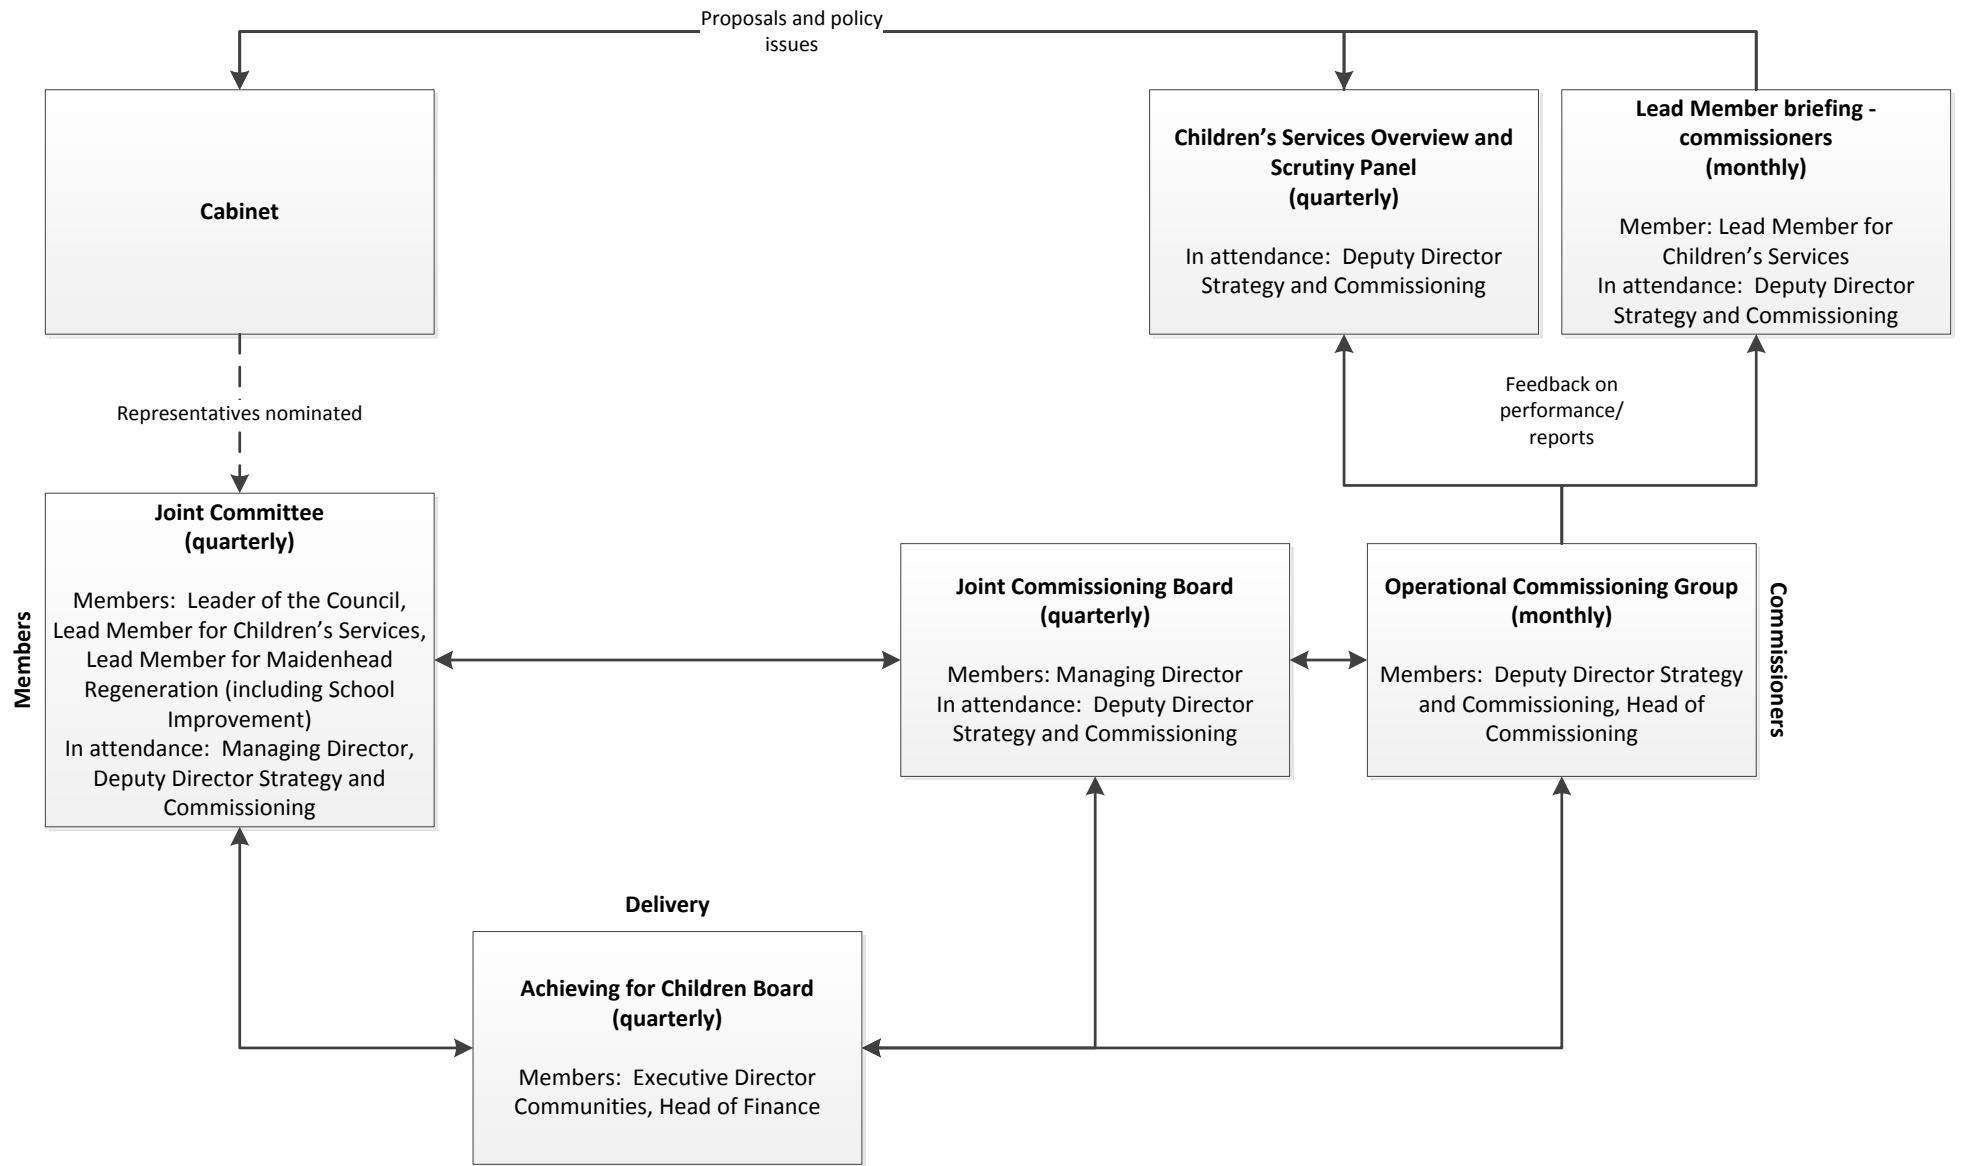 Proposals and policy
issues
Cabinet
Children’s Services Overview and
Scrutiny Panel
(quarterly)
In attendance:  Deputy Director
Strategy and Commissioning
Lead Member briefing -
commissioners
(monthly)
Member: Lead Member for
Children’s Services
In attendance:  Deputy Director
Strategy and Commissioning
Representatives nominated
Feedback on
performance/
reports
Members
Joint Committee
(quarterly)
Members:  Leader of the Council,
Lead Member for Children’s Services,
Lead Member for Maidenhead
Regeneration (including School
Improvement)
In attendance:  Managing Director,
Deputy Director Strategy and
Commissioning
Joint Commissioning Board
(quarterly)
Members: Managing Director
In attendance:  Deputy Director
Strategy and Commissioning
Operational Commissioning Group
(monthly)
Members:  Deputy Director Strategy
and Commissioning, Head of
Commissioning
Commissioners
Delivery
Achieving for Children Board
(quarterly)
Members:  Executive Director
Communities, Head of Finance